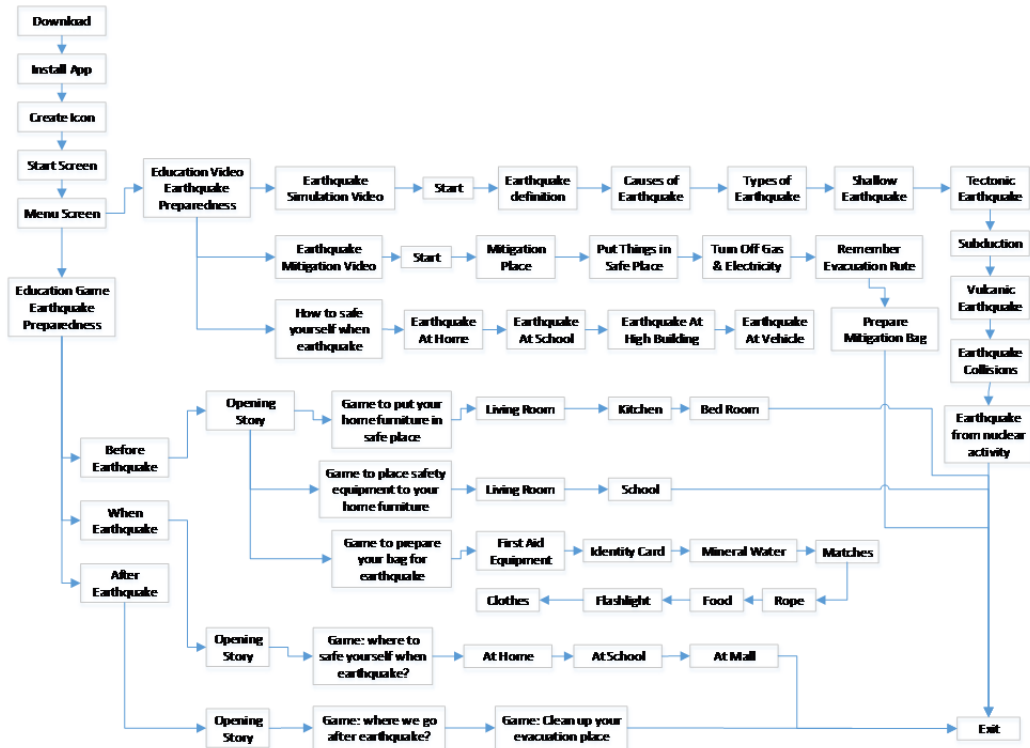 Download
Install App
Create Icon
Start Screen
Menu Screen
Education Video
Earthquake
Preparedness
Earthquake
Simulation Video
Start
Earthquake
definition
Causes of
Earthquake
Types of
Earthquake
Shallow
Earthquake
Tectonic
Earthquake
Subduction
Vulcanic
Earthquake
Earthquake
Collisions
Earthquake
from nuclear
activity
Earthquake
Mitigation Video
Start
Mitigation
Place
Put Things in
Safe Place
Turn Off Gas
& Electricity
Remember
Evacuation Rute
Prepare
Mitigation Bag
How to safe
yourself when
earthquake
Earthquake
At Home
Earthquake
At School
Earthquake At
High Building
Earthquake
At Vehicle
Education Game
Earthquake
Preparedness
Before
Earthquake
Opening
Story
Game to put your
home furniture in
safe place
Living Room
Kitchen
Bed Room
Game to place safety
equipment to your
home furniture
Living Room
School
Game to prepare
your bag for
earthquake
First Aid
Equipment
Identity Card
Mineral Water
Matches
Rope
Food
Flashlight
Clothes
When
Earthquake
Opening
Story
Game: where to
safe yourself when
earthquake?
At Home
At School
At Mall
After
Earthquake
Opening
Story
Game: where we go
after earthquake?
Game: Clean up your
evacuation place
Exit